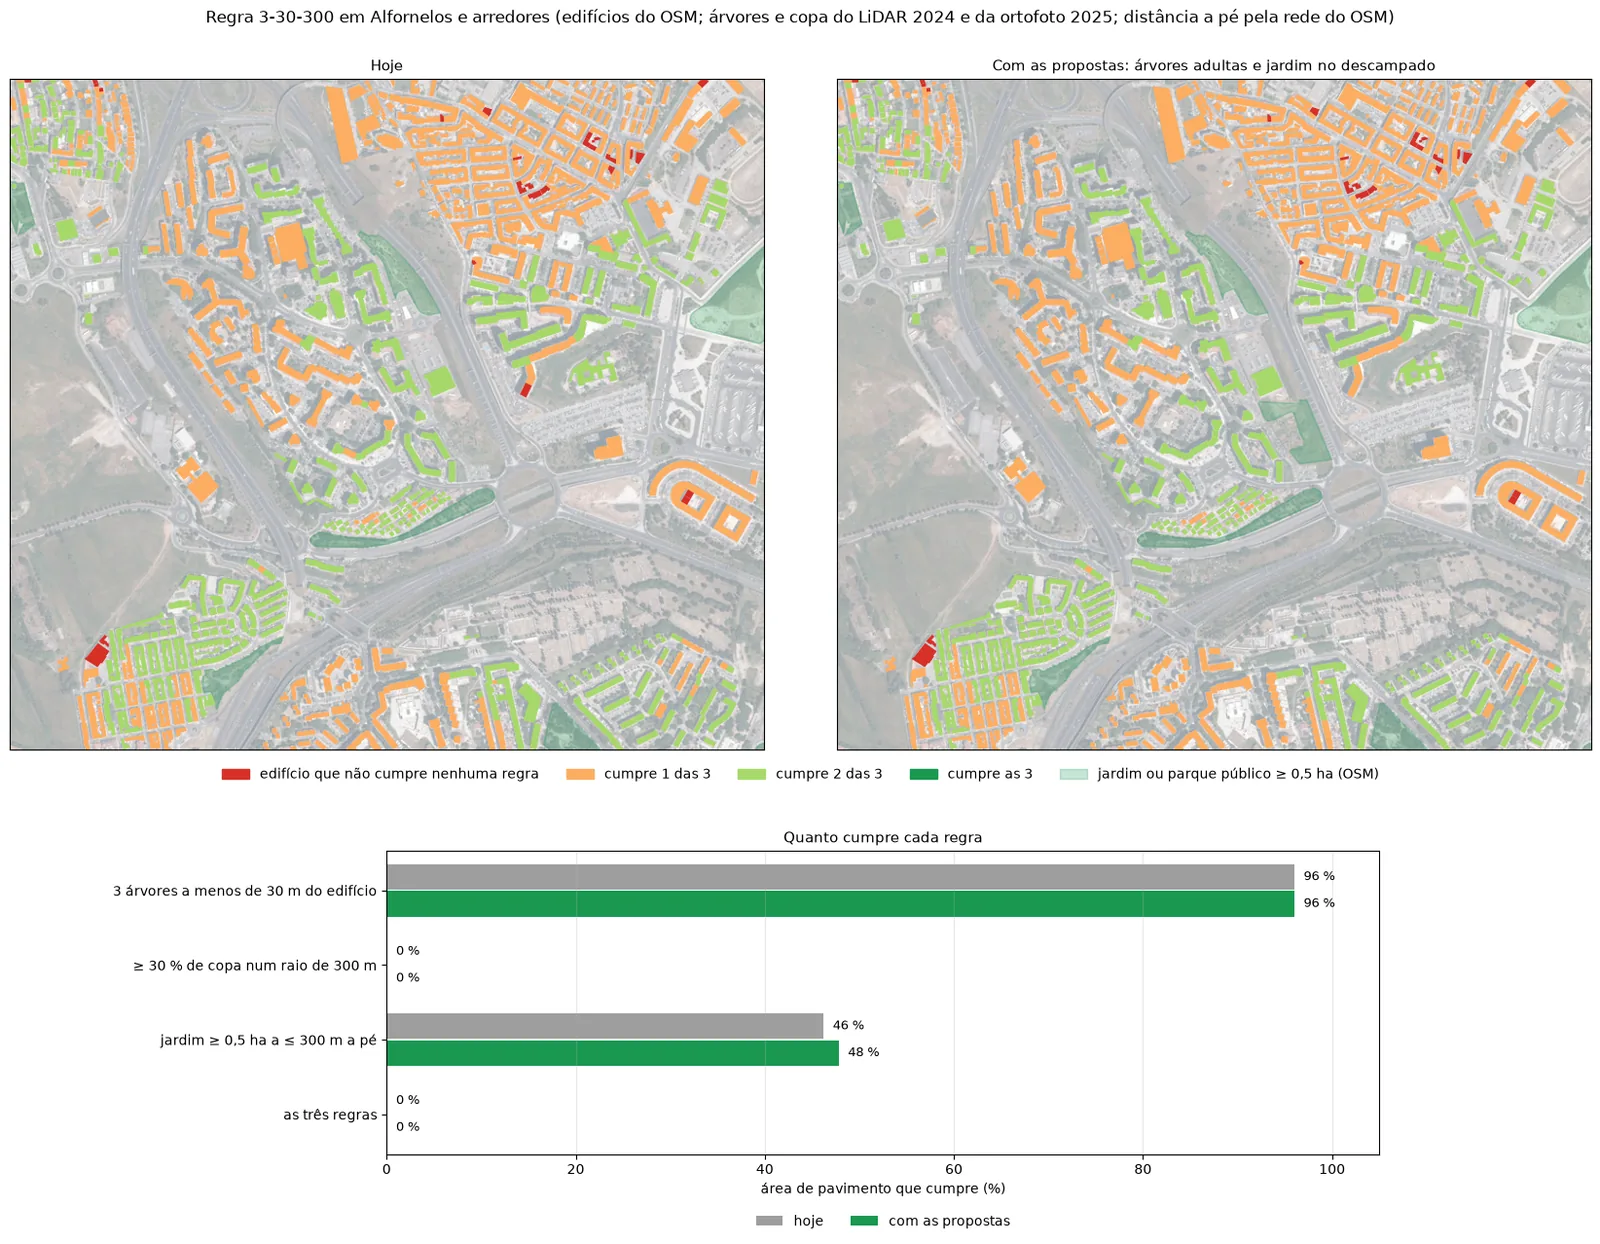 Regra 3-30-300 em Alfornelos e arredores (edifícios do OSM; árvores e copa do LiDAR 2024 e da ortofoto 2025; distância a pé pela rede do OSM)
Hoje
Com as propostas: árvores adultas e jardim no descampado
edifício que não cumpre nenhuma regra
cumpre 1 das 3
cumpre 2 das 3
cumpre as 3
jardim ou parque público ≥ 0,5 ha (OSM)
Quanto cumpre cada regra
3 árvores a menos de 30 m do edifício
96 %
96 %
≥ 30 % de copa num raio de 300 m
0 %
0 %
jardim ≥ 0,5 ha a ≤ 300 m a pé
46 %
48 %
as três regras
0 %
0 %
0 20 40 60 80 100
área de pavimento que cumpre (%)
hoje
com as propostas